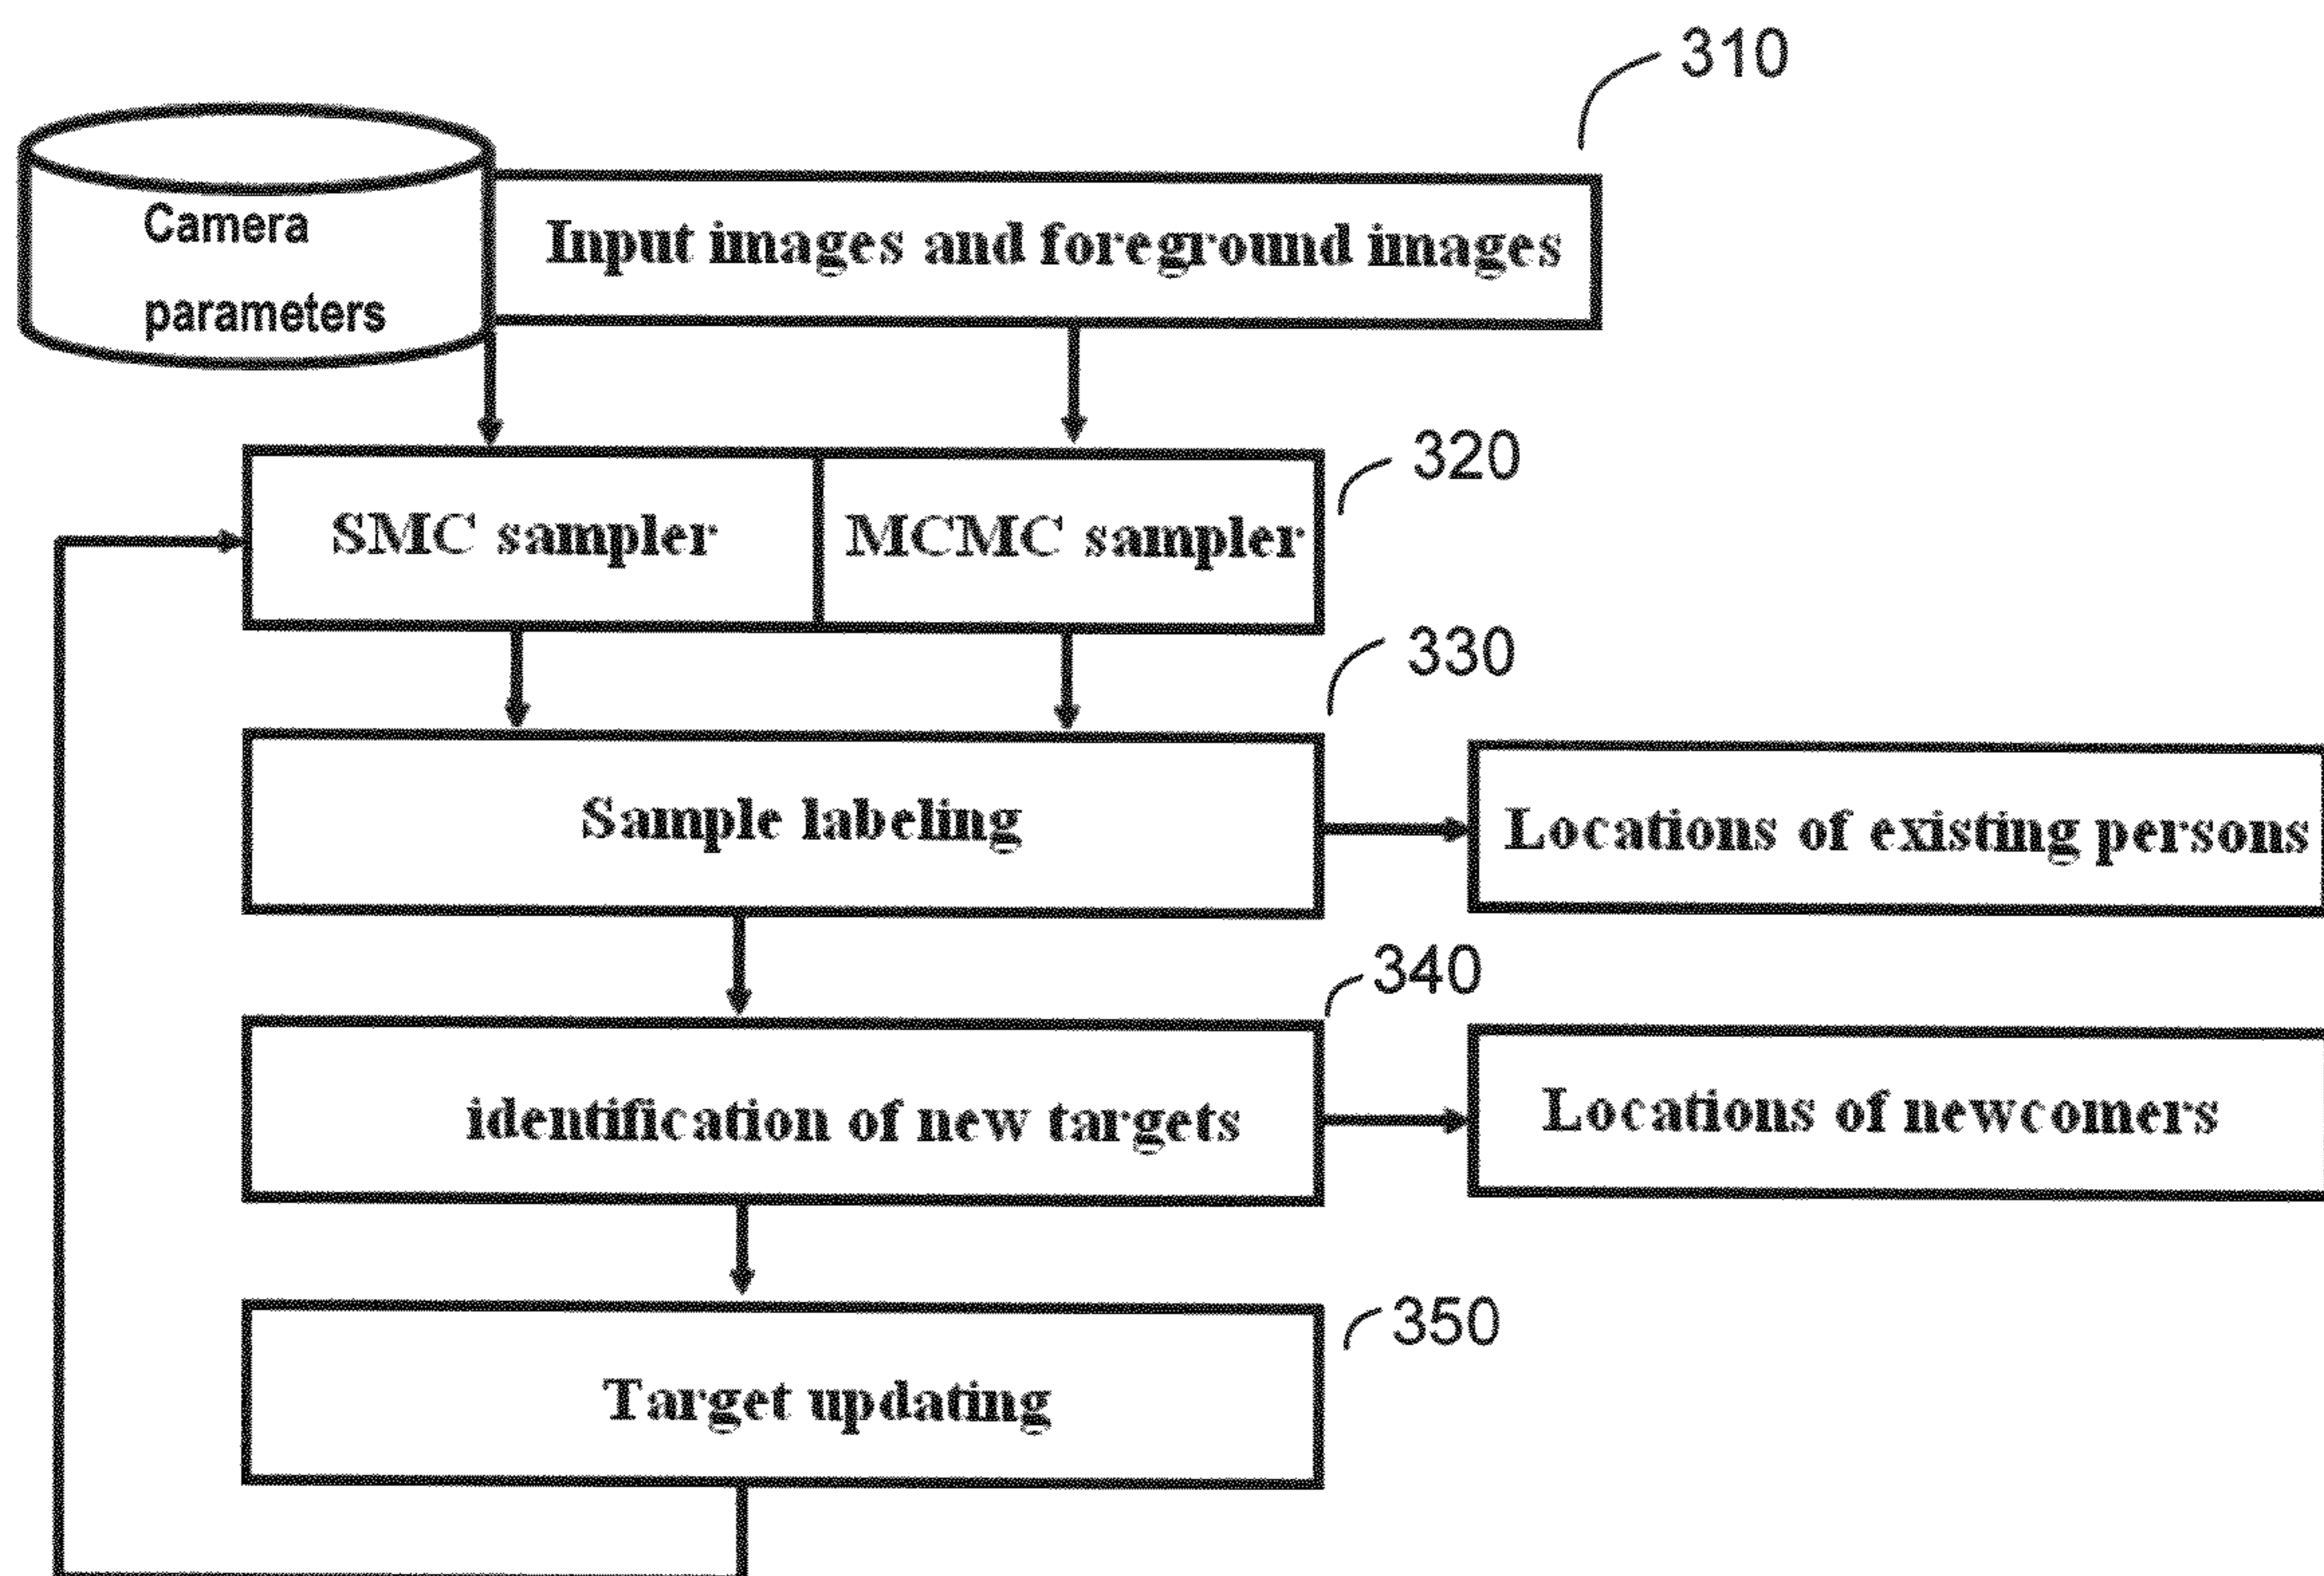 310
Camera
parameters
Input images and foreground images
320
SMC sampler
MCMC sampler
330
Sample labeling
Locations of existing persons
340
identification of new targets
Locations of newcomers
350
Target updating